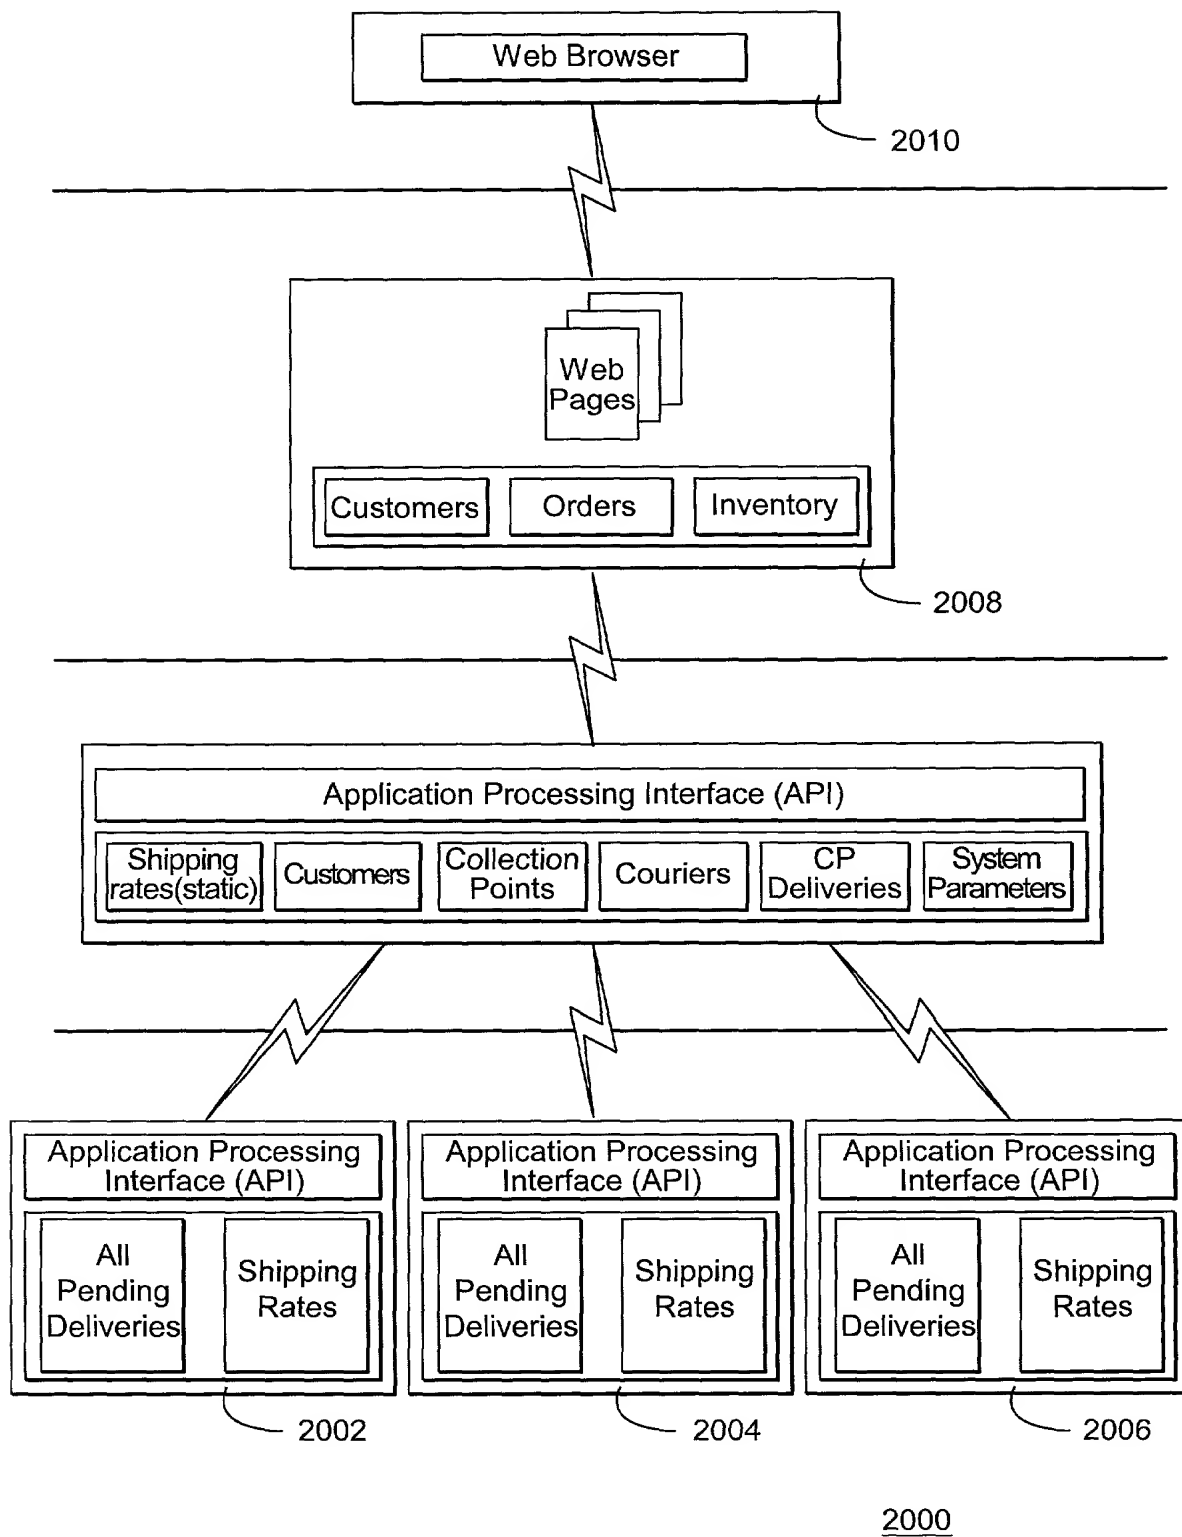 Web Browser
2010
Web
Pages
Customers
Orders
Inventory
2008
Application Processing Interface (API)
Shipping
rates(static)
Customers
Collection
Points
Couriers
CP
Deliveries
System
Parameters
Application Processing
Interface (API)
All
Pending
Deliveries
Shipping
Rates
2002
Application Processing
Interface (API)
All
Pending
Deliveries
Shipping
Rates
2004
Application Processing
Interface (API)
All
Pending
Deliveries
Shipping
Rates
2006
2000